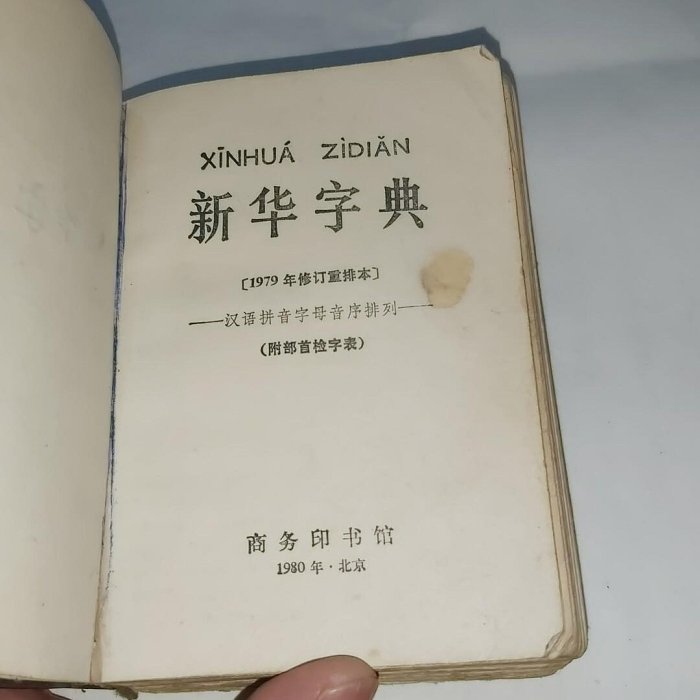 XĪNHUÁ ZÌDIǍN
新华字典
〔1979年修订重排本〕
——汉语拼音字母音序排列——
(附部首检字表)
商务印书馆
1980年·北京